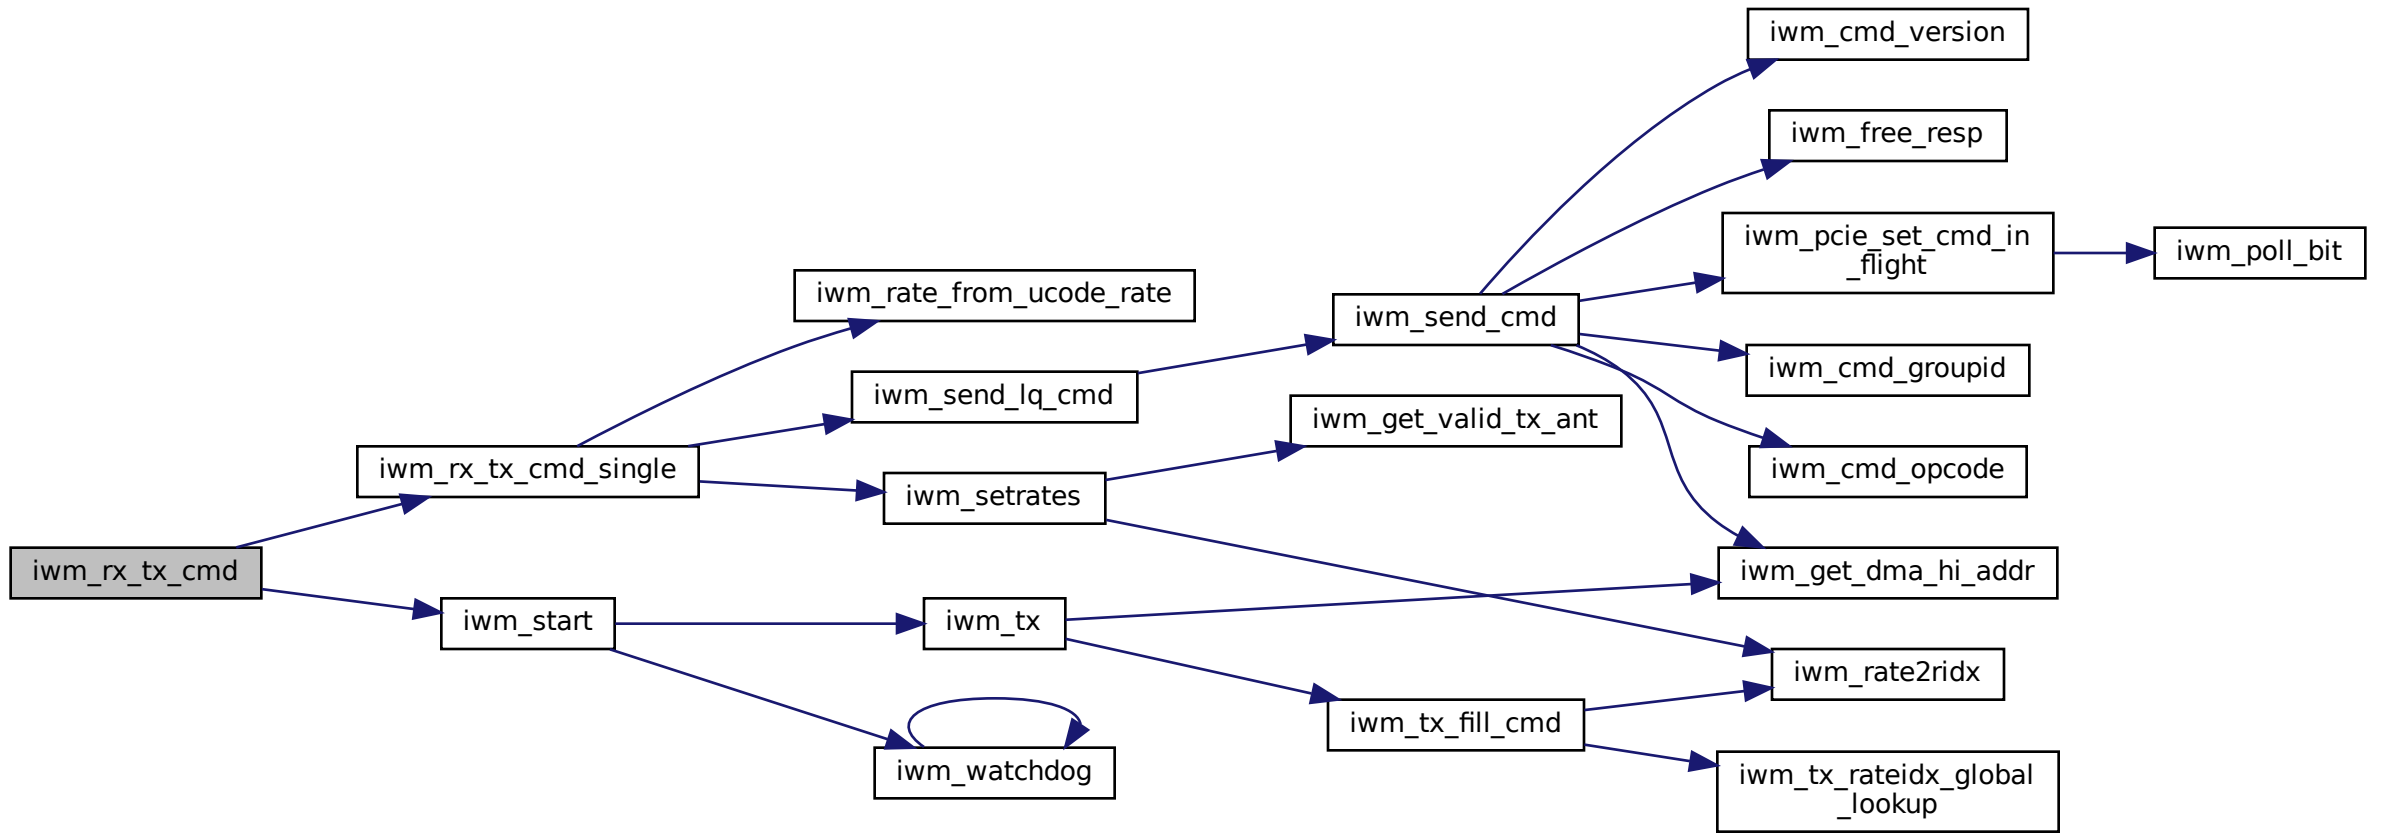 iwm_cmd_version
iwm_free_resp
iwm_pcie_set_cmd_in
_flight
iwm_poll_bit
iwm_rate_from_ucode_rate
iwm_send_cmd
iwm_cmd_groupid
iwm_send_lq_cmd
iwm_get_valid_tx_ant
iwm_rx_tx_cmd_single
iwm_cmd_opcode
iwm_setrates
iwm_rx_tx_cmd
iwm_get_dma_hi_addr
iwm_start
iwm_tx
iwm_rate2ridx
iwm_tx_fill_cmd
iwm_watchdog
iwm_tx_rateidx_global
_lookup